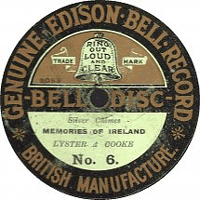 GENUINE · EDISON · BELL · RECORD
RING
OUT
LOUD
AND
CLEAR
TRADE MARK
-BELL DISC-
Silver Chimes
MEMORIES OF IRELAND
LYSTER & COOKE
No. 6.
BRITISH MANUFACTURE.